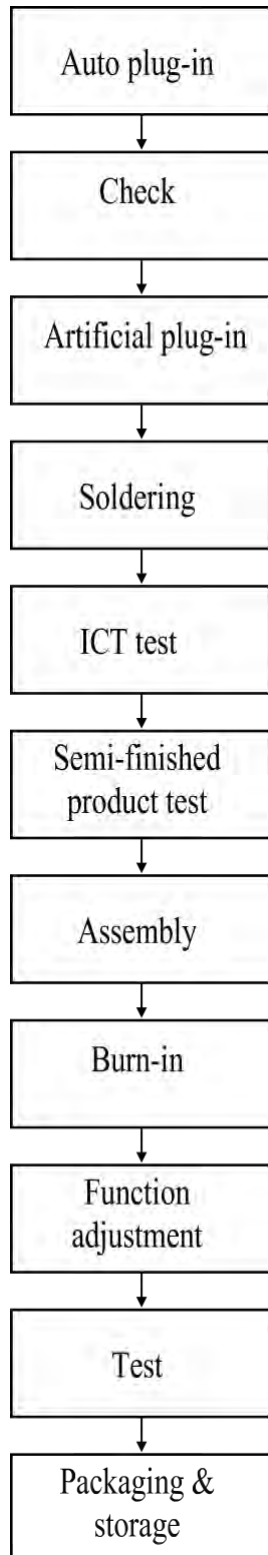 Auto plug-in
Check
Artificial plug-in
Soldering
ICT test
Semi-finished
product test
Assembly
Burn-in
Function
adjustment
Test
Packaging &
storage